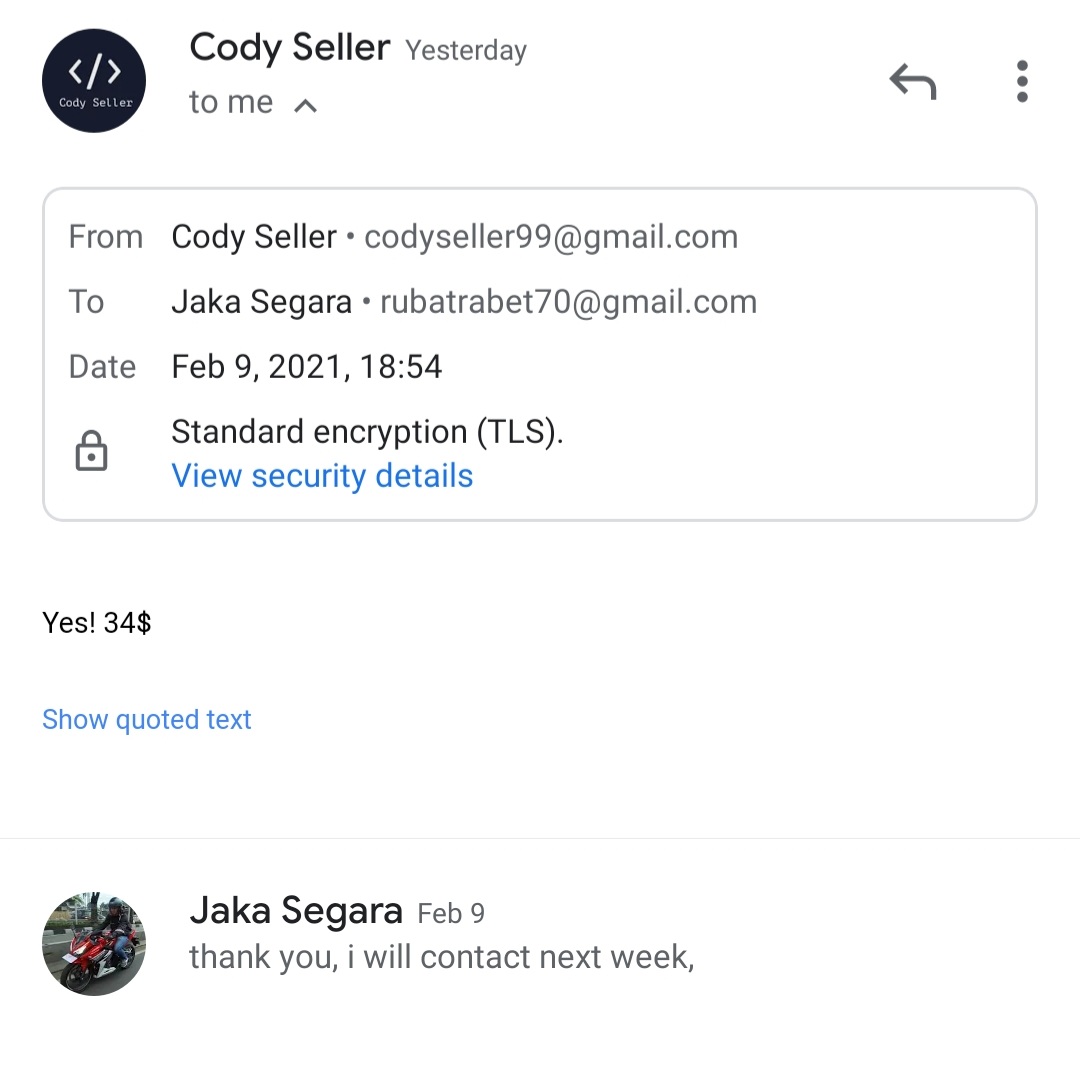 Cody Seller Yesterday
to me
</>
Cody Seller
From Cody Seller • codyseller99@gmail.com
To Jaka Segara • rubatrabet70@gmail.com
Date Feb 9, 2021, 18:54
Standard encryption (TLS).
View security details
Yes! 34$
Show quoted text
Jaka Segara Feb 9
thank you, i will contact next week,